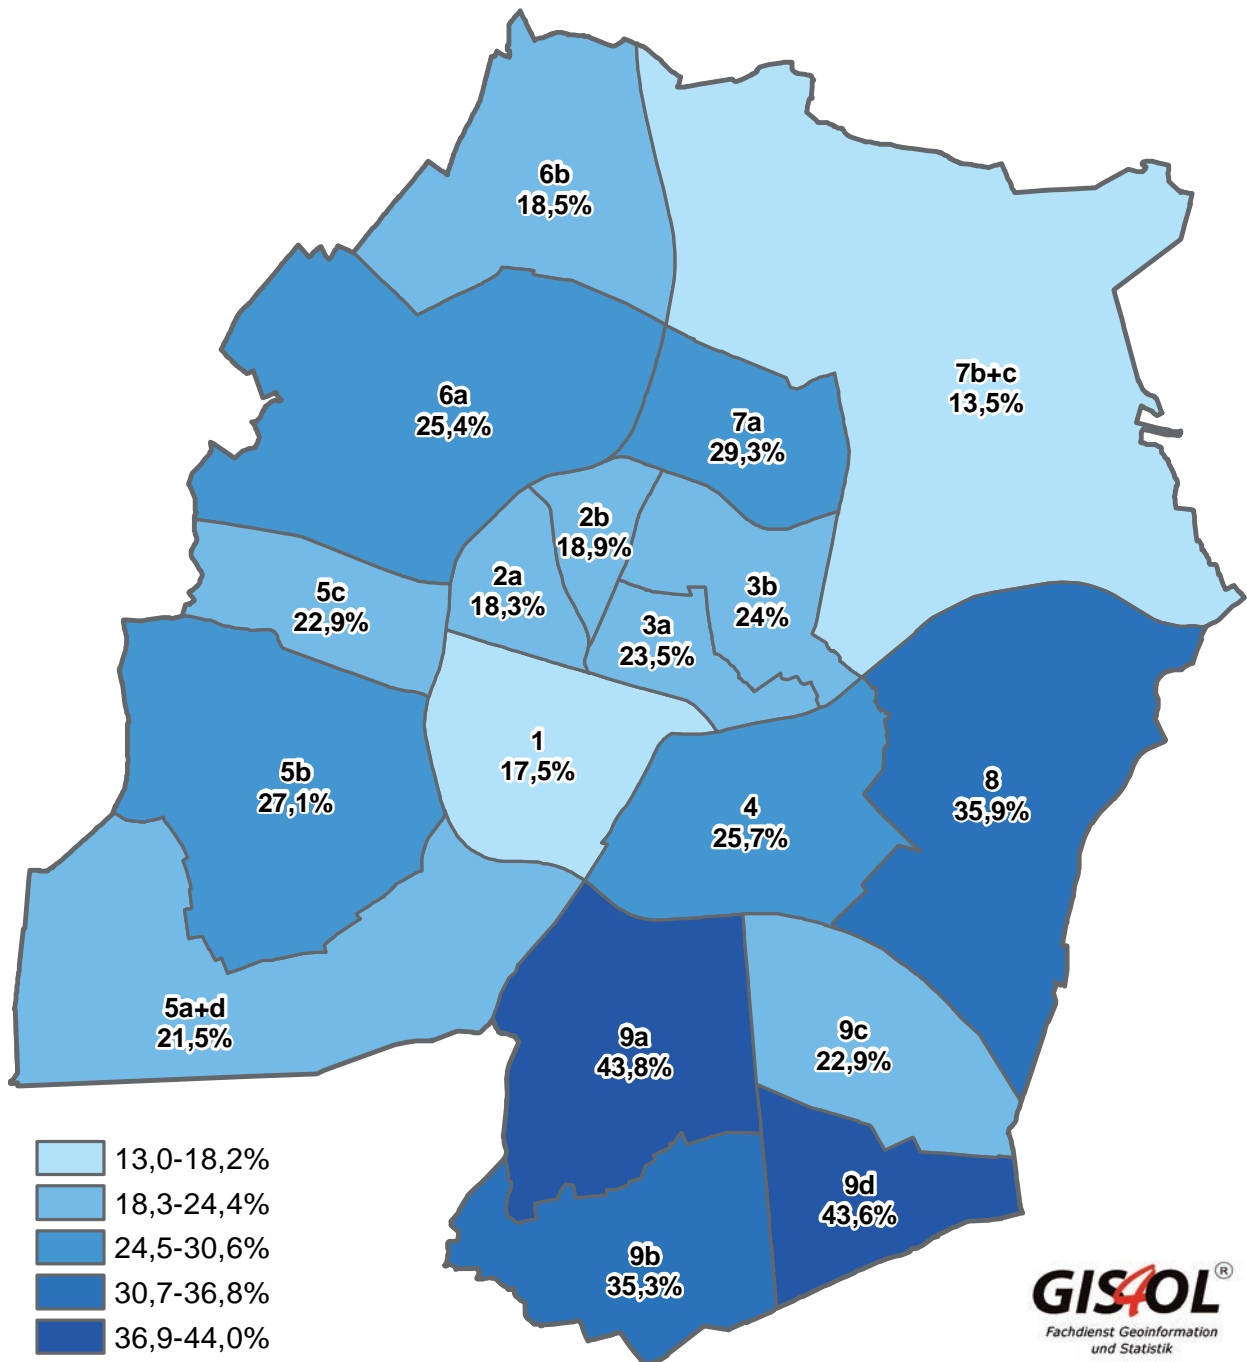 6b
18,5%
7b+c
13,5%
6a
25,4%
7a
29,3%
2b
18,9%
2a
18,3%
3b
24%
5c
22,9%
3a
23,5%
1
17,5%
5b
27,1%
8
35,9%
4
25,7%
5a+d
21,5%
9a
43,8%
9c
22,9%
9d
43,6%
9b
35,3%
13,0-18,2%
18,3-24,4%
24,5-30,6%
30,7-36,8%
36,9-44,0%
GIS4OL®
Fachdienst Geoinformation
und Statistik